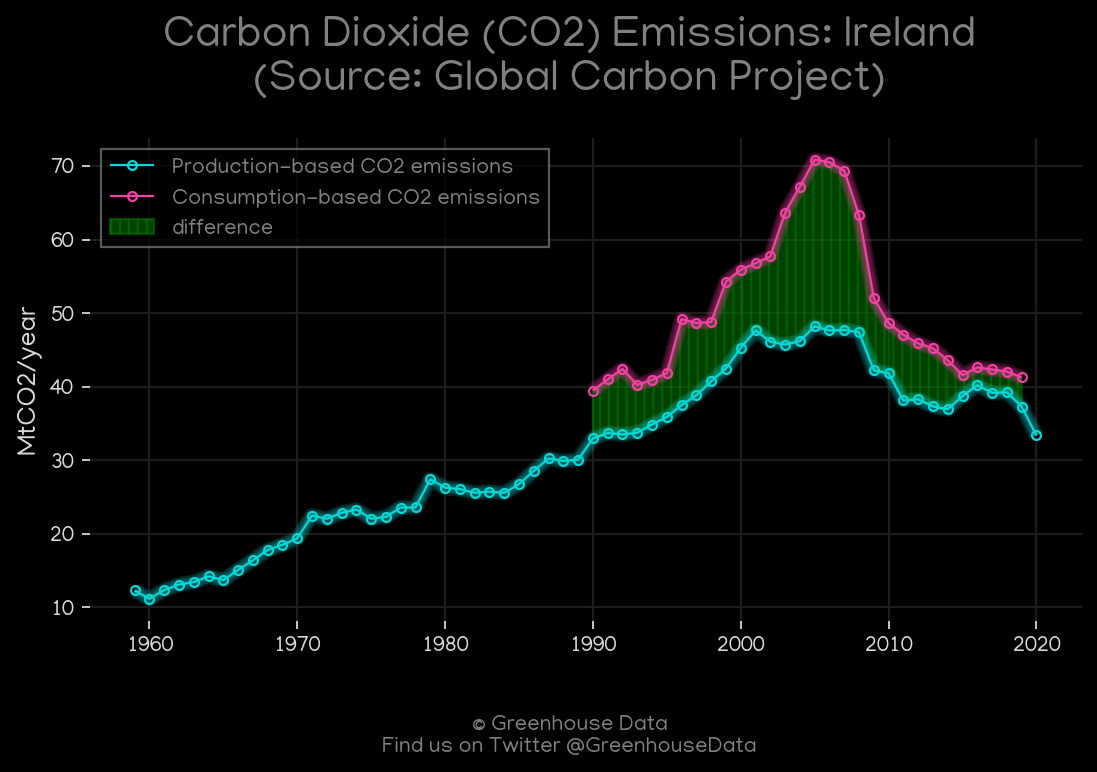 Carbon Dioxide (CO2) Emissions: Ireland
(Source: Global Carbon Project)
Production-based CO2 emissions
Consumption-based CO2 emissions
difference
MtCO2/year
70
60
50
40
30
20
10
1960 1970 1980 1990 2000 2010 2020
© Greenhouse Data
Find us on Twitter @GreenhouseData